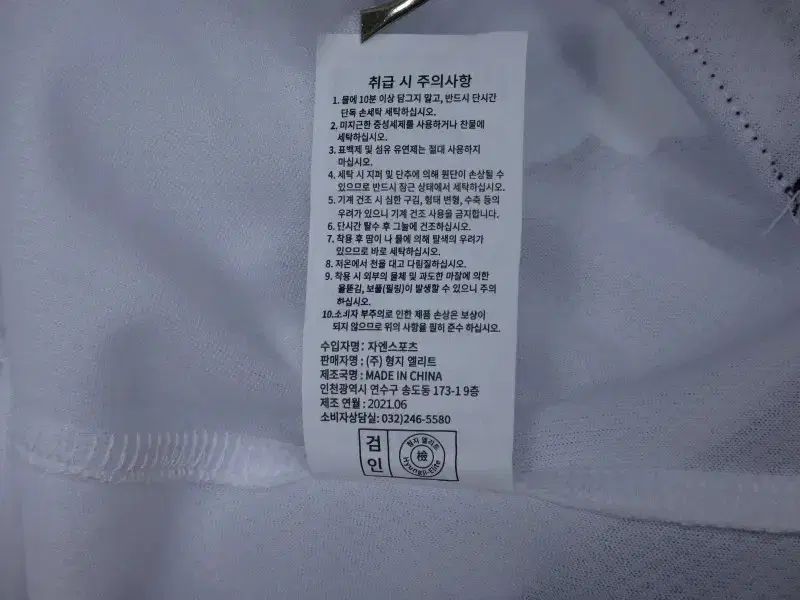 취급 시 주의사항
1. 물에 10분 이상 담그지 않고, 반드시 단시간
단독 손세탁 세탁하십시오.
2. 미지근한 중성세제를 사용하거나 찬물에
세탁하십시오.
3. 표백제 및 섬유 유연제는 절대 사용하지
마십시오.
4. 세탁 시 지퍼 및 단추에 의해 원단이 손상될 수
있으므로 반드시 잠근 상태에서 세탁하십시오.
5. 기계 건조 시 심한 구김, 형태 변형, 수축 등의
우려가 있으니 기계 건조 사용을 금지합니다.
6. 단시간 탈수 후 그늘에 건조하십시오.
7. 착용 후 땀이 나 물에 의해 탈색의 우려가
있으므로 바로 세탁하십시오.
8. 저온에서 천을 대고 다림질하십시오.
9. 착용 시 외부의 물체 및 과도한 마찰에 의한
올뜯김, 보풀(필링)이 발생할 수 있으니 주의
하십시오.
10.소비자 부주의로 인한 제품 손상은 보상이
되지 않으므로 위의 사항을 필히 준수 하십시오.
수입자명: 자엔스포츠
판매자명 : (주) 형지 엘리트
제조국명 : MADE IN CHINA
인천광역시 연수구 송도동 173-1 9층
제조 연월 : 2021.06
소비자상담실: 032)246-5580
검인
형지 엘리트
檢
Hyungji-Elite